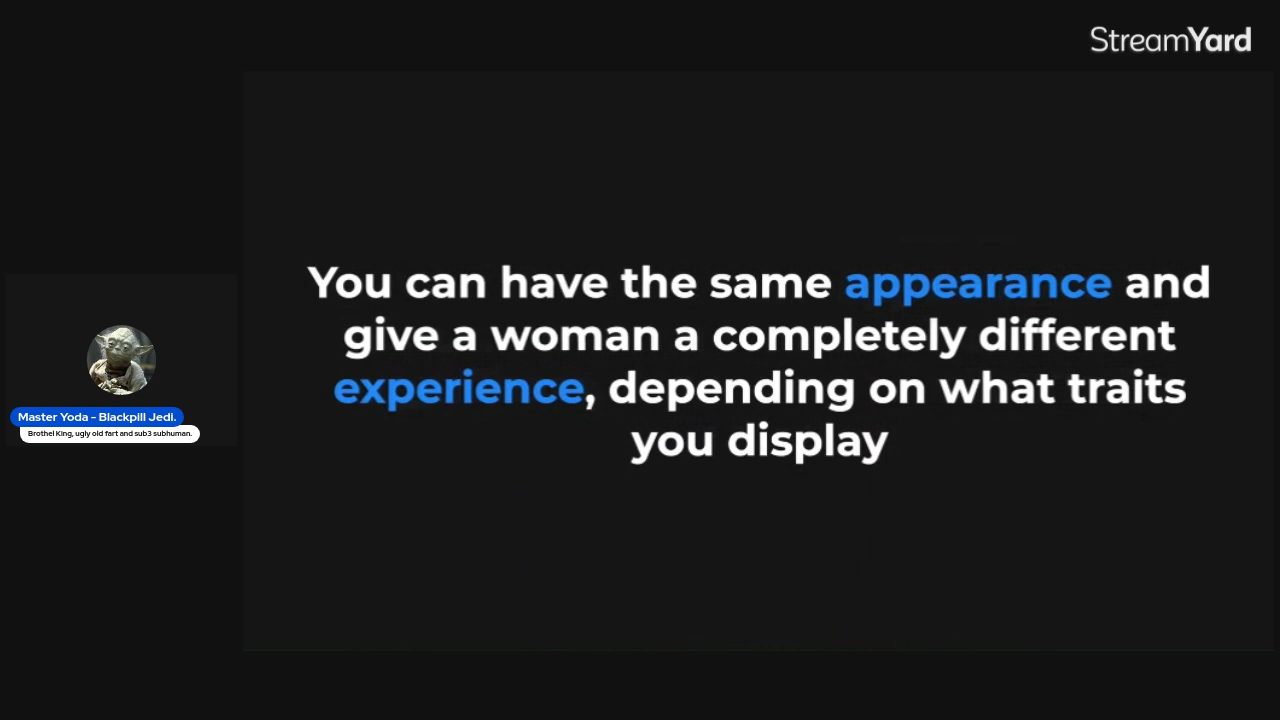 StreamYard
You can have the same appearance and
give a woman a completely different
experience, depending on what traits
you display
Master Yoda - Blackpill Jedi.
Brothel King, ugly old fart and sub3 subhuman.